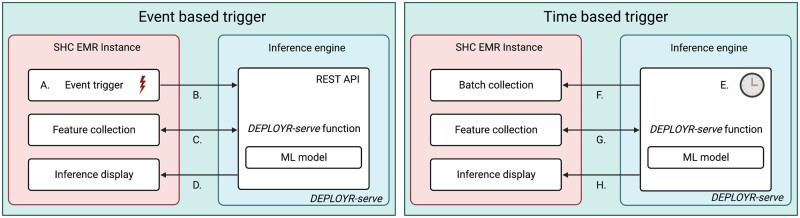 Event based trigger
SHC EMR Instance
Inference engine
A. Event trigger
REST API
B.
Feature collection
DEPLOYR-serve function
C.
ML model
Inference display
D.
DEPLOYR-serve
Time based trigger
SHC EMR Instance
Inference engine
Batch collection
E.
F.
Feature collection
DEPLOYR-serve function
G.
ML model
Inference display
H.
DEPLOYR-serve